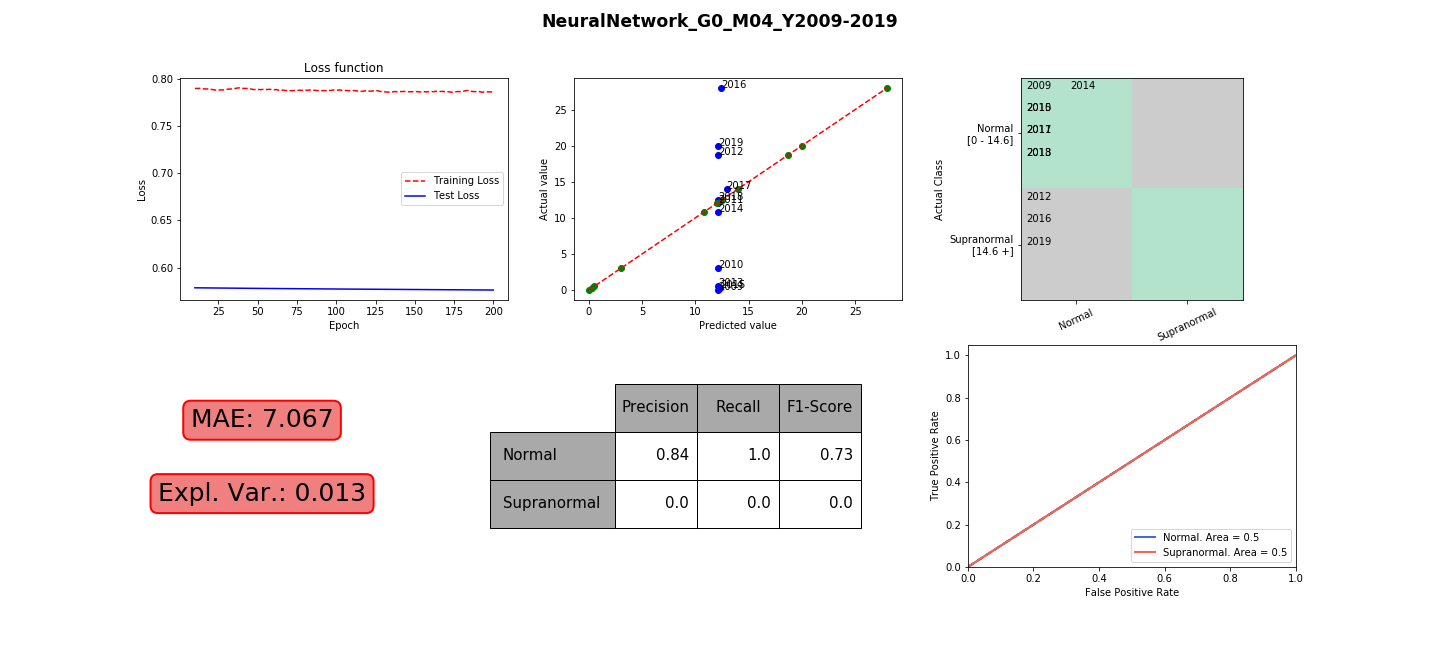 NeuralNetwork_G0_M04_Y2009-2019
Loss function
0.80
0.75
0.70
0.65
0.60
Loss
25 50 75 100 125 150 175 200
Epoch
Training Loss
Test Loss
25
20
15
10
5
0
Actual value
0 5 10 15 20 25
Predicted value
2016
2019
2012
2017
2011
2014
2010
2009 2014
2013
Actual Class
Normal
[0 - 14.6]
2012
2016
2019
Supranormal
[14.6 +]
Normal
Supranormal
MAE: 7.067
Expl. Var.: 0.013
Precision Recall F1-Score
Normal 0.84 1.0 0.73
Supranormal 0.0 0.0 0.0
1.0
0.8
0.6
0.4
0.2
0.0
True Positive Rate
Normal. Area = 0.5
Supranormal. Area = 0.5
0.0 0.2 0.4 0.6 0.8 1.0
False Positive Rate